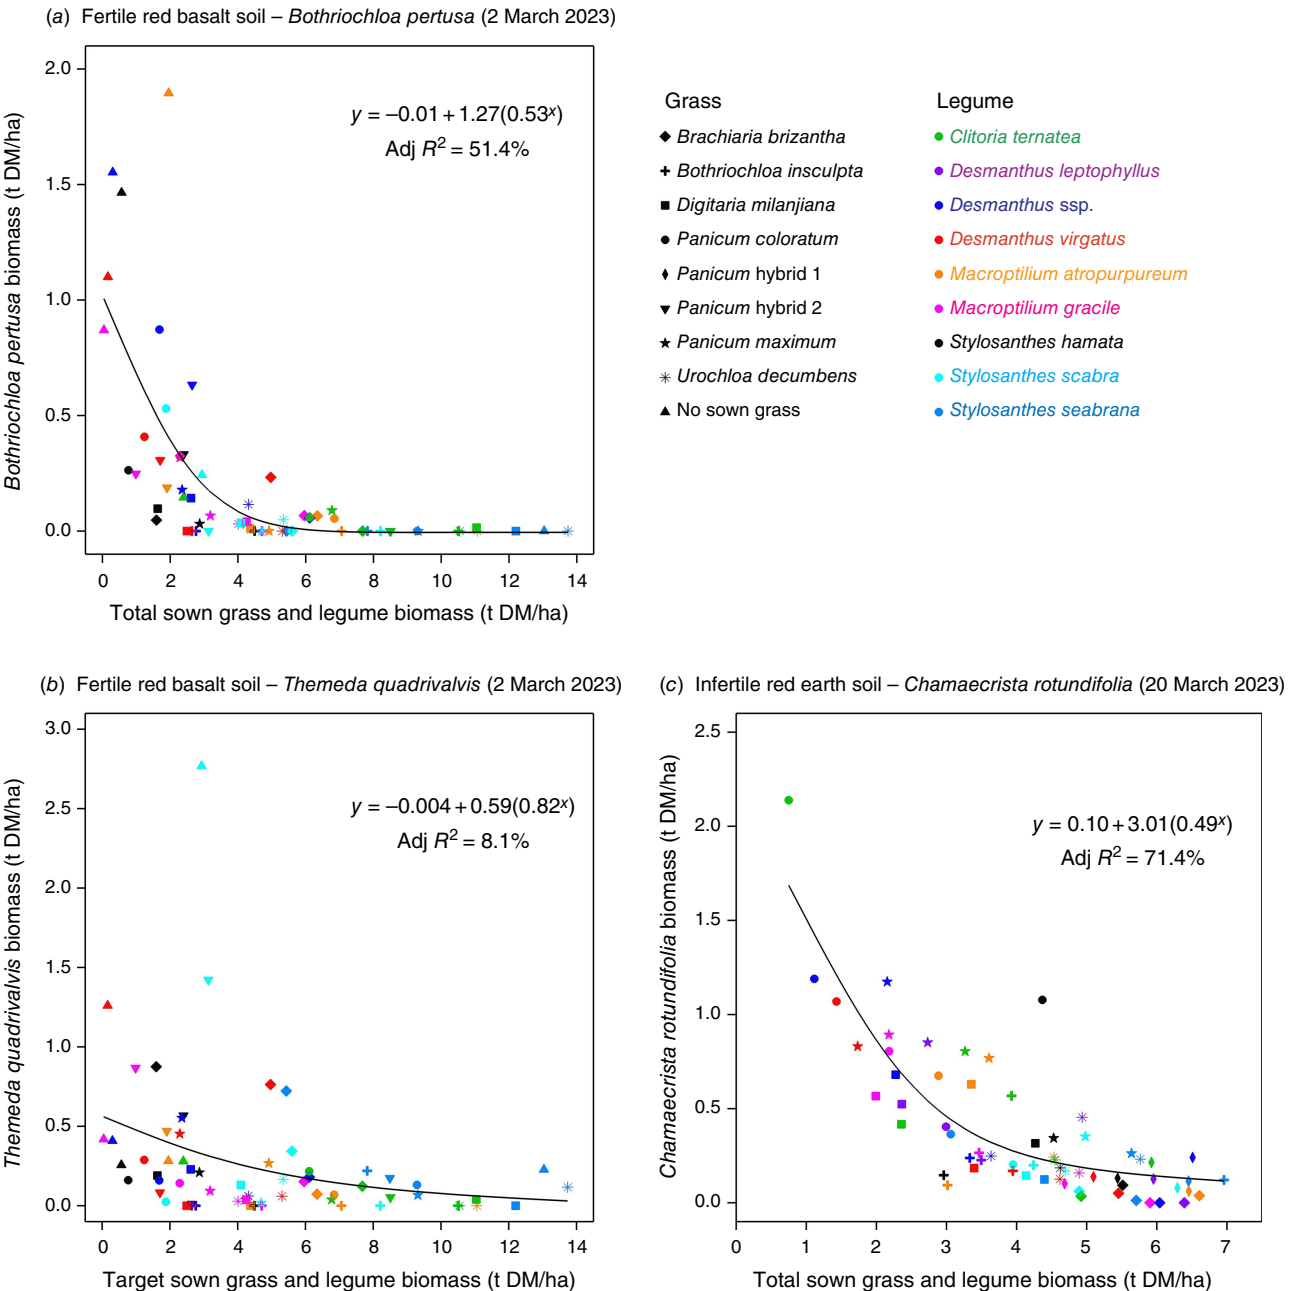 (a) Fertile red basalt soil – Bothriochloa pertusa (2 March 2023)
Bothriochloa pertusa biomass (t DM/ha)
2.0
1.5
1.0
0.5
0.0
y = –0.01 + 1.27(0.53ˣ)
Adj R² = 51.4%
0 2 4 6 8 10 12 14
Total sown grass and legume biomass (t DM/ha)
Grass
Brachiaria brizantha
Bothriochloa insculpta
Digitaria milanjiana
Panicum coloratum
Panicum hybrid 1
Panicum hybrid 2
Panicum maximum
Urochloa decumbens
No sown grass
Legume
Clitoria ternatea
Desmanthus leptophyllus
Desmanthus ssp.
Desmanthus virgatus
Macroptilium atropurpureum
Macroptilium gracile
Stylosanthes hamata
Stylosanthes scabra
Stylosanthes seabrana
(b) Fertile red basalt soil – Themeda quadrivalvis (2 March 2023)
Themeda quadrivalvis biomass (t DM/ha)
3.0
2.5
2.0
1.5
1.0
0.5
0.0
y = –0.004 + 0.59(0.82ˣ)
Adj R² = 8.1%
0 2 4 6 8 10 12 14
Target sown grass and legume biomass (t DM/ha)
(c) Infertile red earth soil – Chamaecrista rotundifolia (20 March 2023)
Chamaecrista rotundifolia biomass (t DM/ha)
2.5
2.0
1.5
1.0
0.5
0.0
y = 0.10 + 3.01(0.49ˣ)
Adj R² = 71.4%
0 1 2 3 4 5 6 7
Total sown grass and legume biomass (t DM/ha)